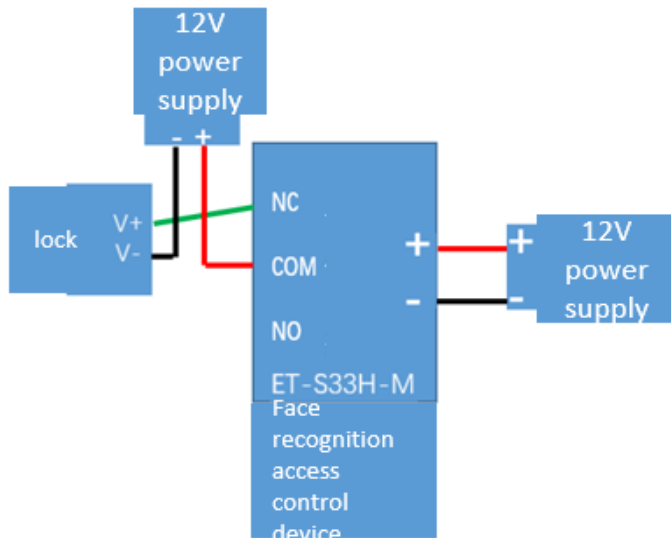 12V
power
supply
- +
lock
V+
V-
NC
COM
NO
+
-
ET-S33H-M
Face
recognition
access
control
device
+
-
12V
power
supply